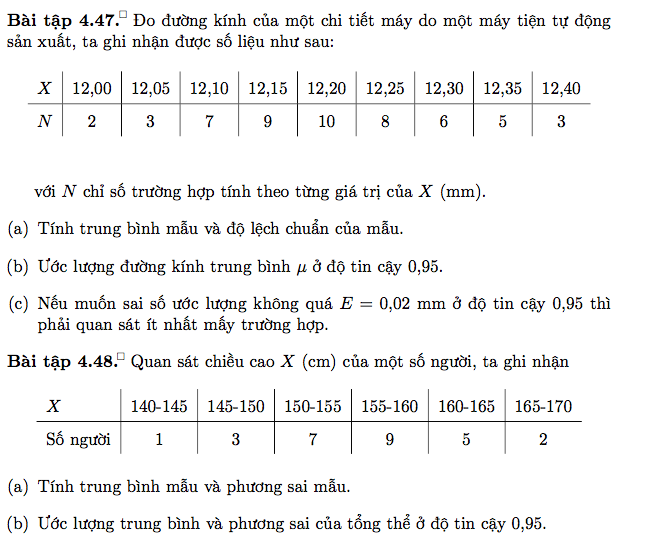 Bài tập 4.47. Đo đường kính của một chi tiết máy do một máy tiện tự động
sản xuất, ta ghi nhận được số liệu như sau:
X 12,00 12,05 12,10 12,15 12,20 12,25 12,30 12,35 12,40
N 2 3 7 9 10 8 6 5 3
với N chỉ số trường hợp tính theo từng giá trị của X (mm).
(a) Tính trung bình mẫu và độ lệch chuẩn của mẫu.
(b) Ước lượng đường kính trung bình μ ở độ tin cậy 0,95.
(c) Nếu muốn sai số ước lượng không quá E = 0,02 mm ở độ tin cậy 0,95 thì
phải quan sát ít nhất mấy trường hợp.
Bài tập 4.48. Quan sát chiều cao X (cm) của một số người, ta ghi nhận
X 140-145 145-150 150-155 155-160 160-165 165-170
Số người 1 3 7 9 5 2
(a) Tính trung bình mẫu và phương sai mẫu.
(b) Ước lượng trung bình và phương sai của tổng thể ở độ tin cậy 0,95.